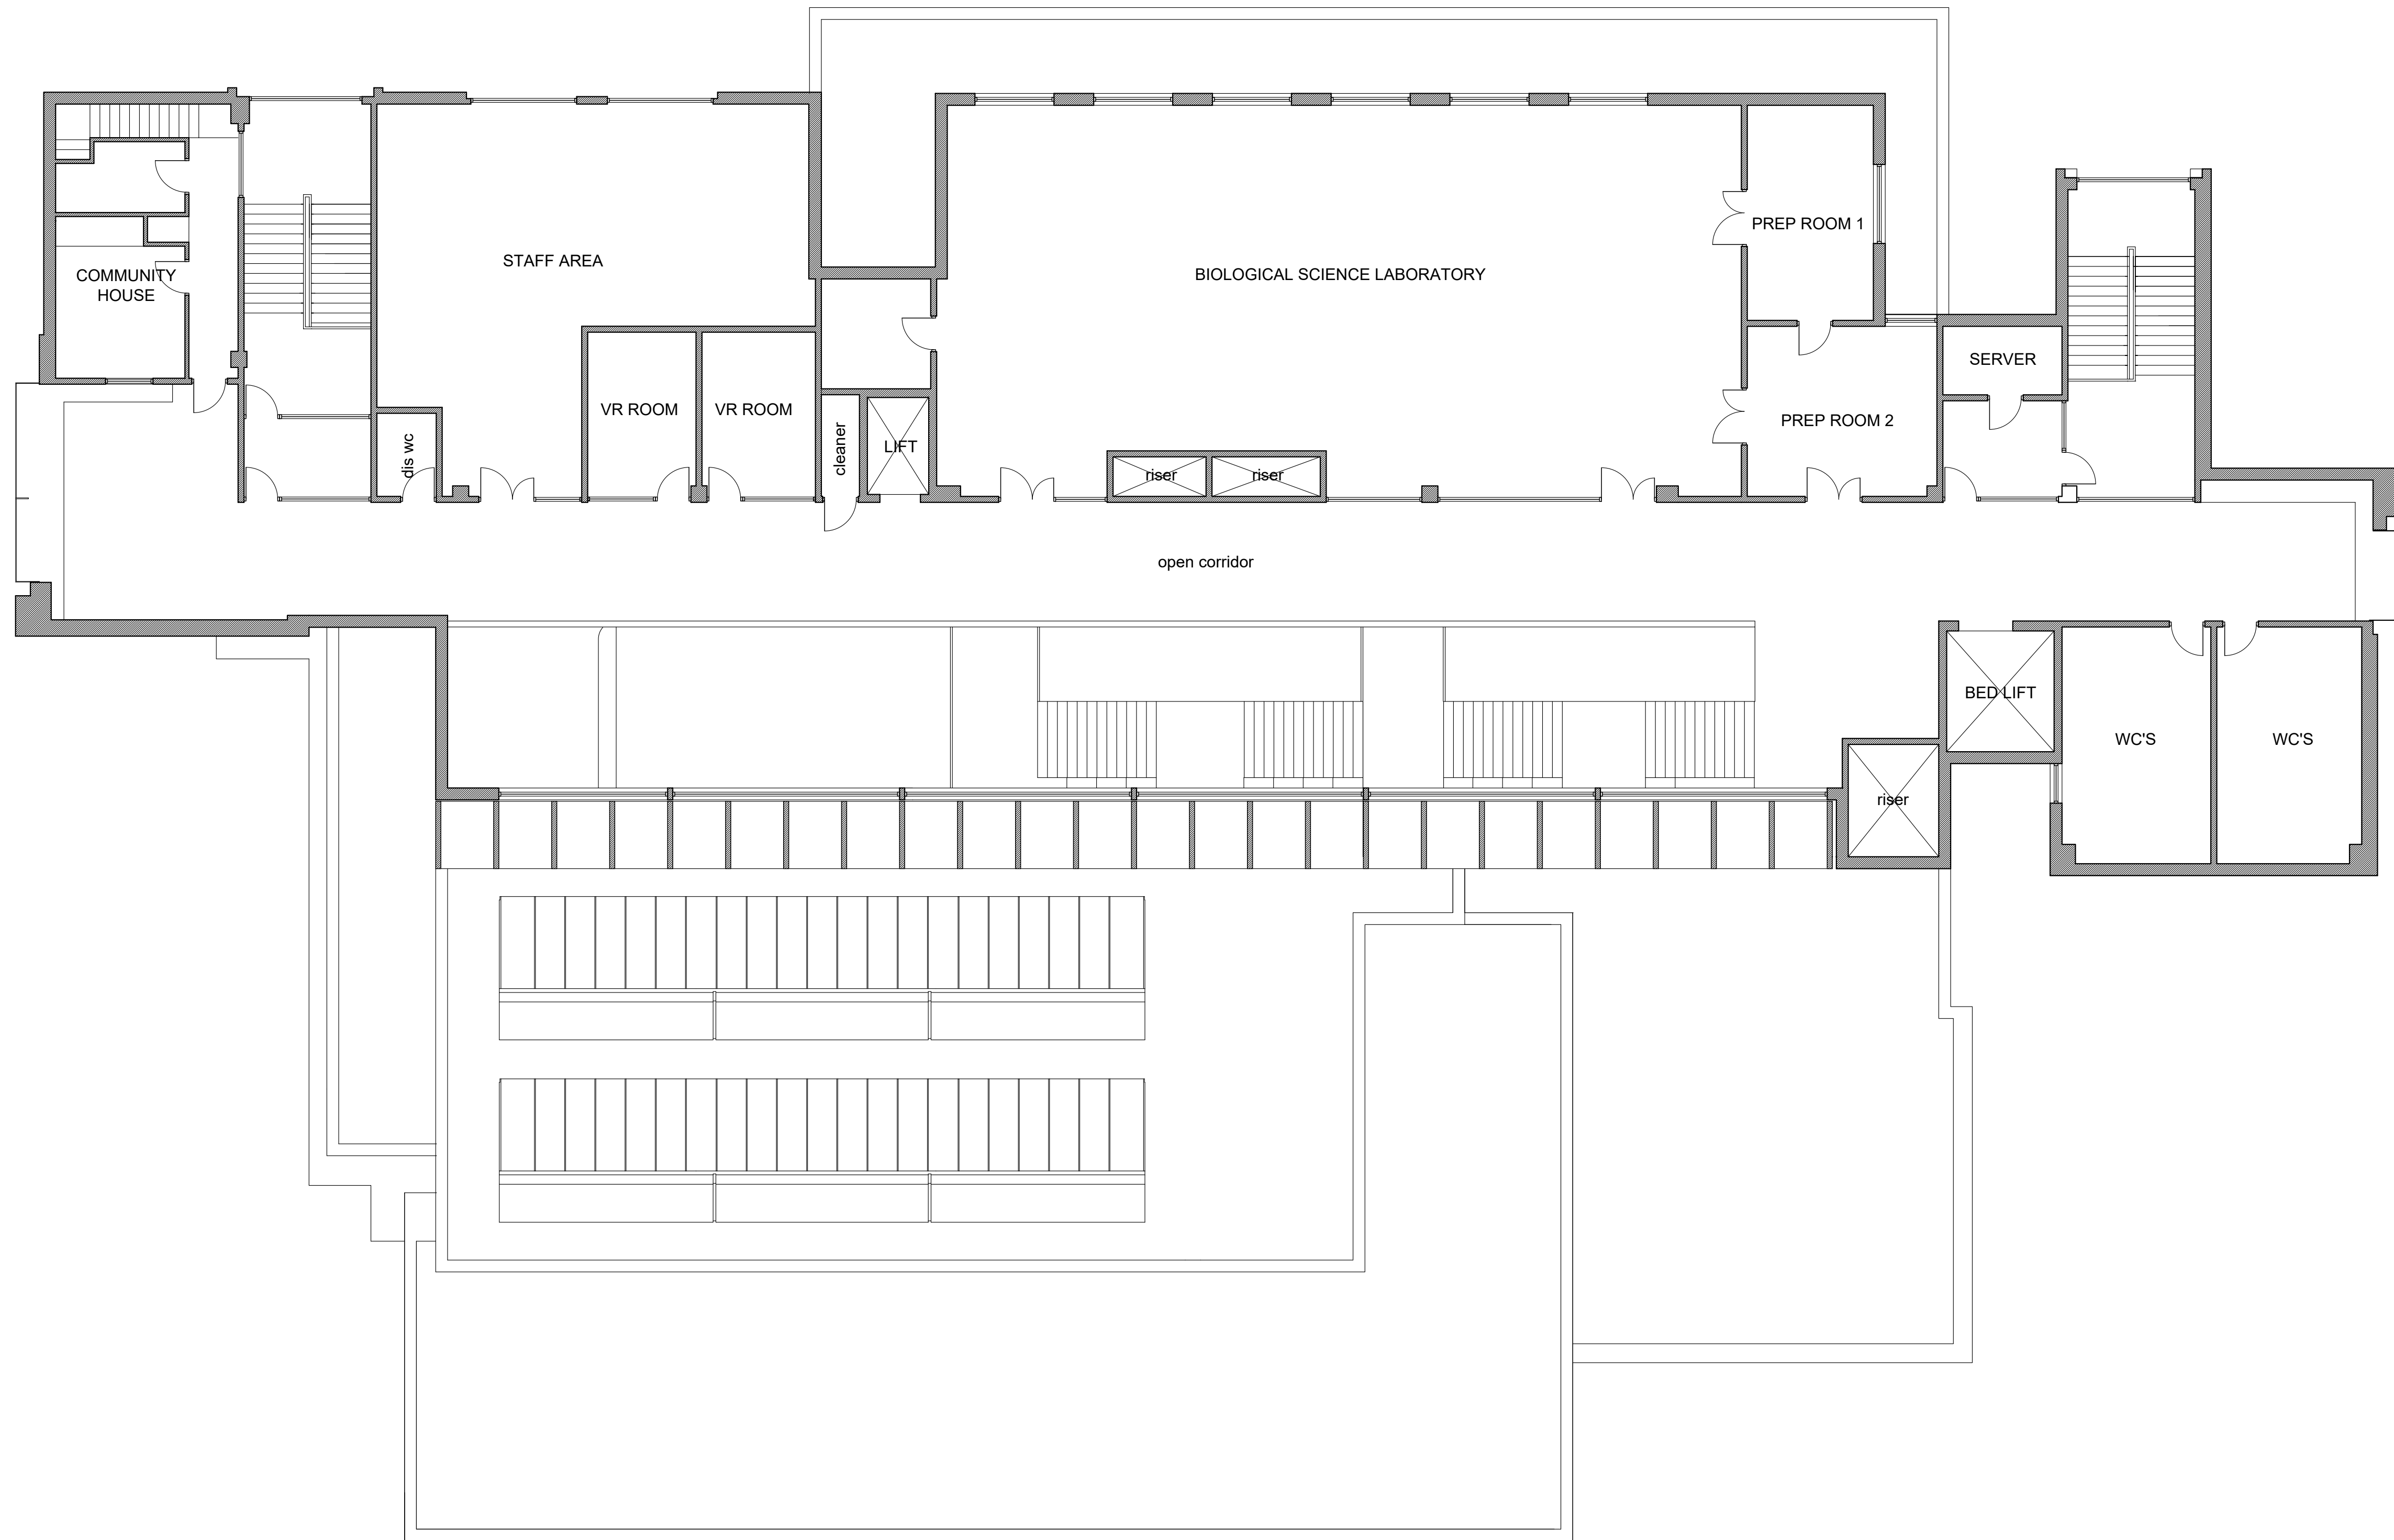 COMMUNITY
HOUSE
STAFF AREA
BIOLOGICAL SCIENCE LABORATORY
PREP ROOM 1
SERVER
VR ROOM
VR ROOM
PREP ROOM 2
dis wc
cleaner
LIFT
riser
riser
open corridor
BED LIFT
WC'S
WC'S
riser